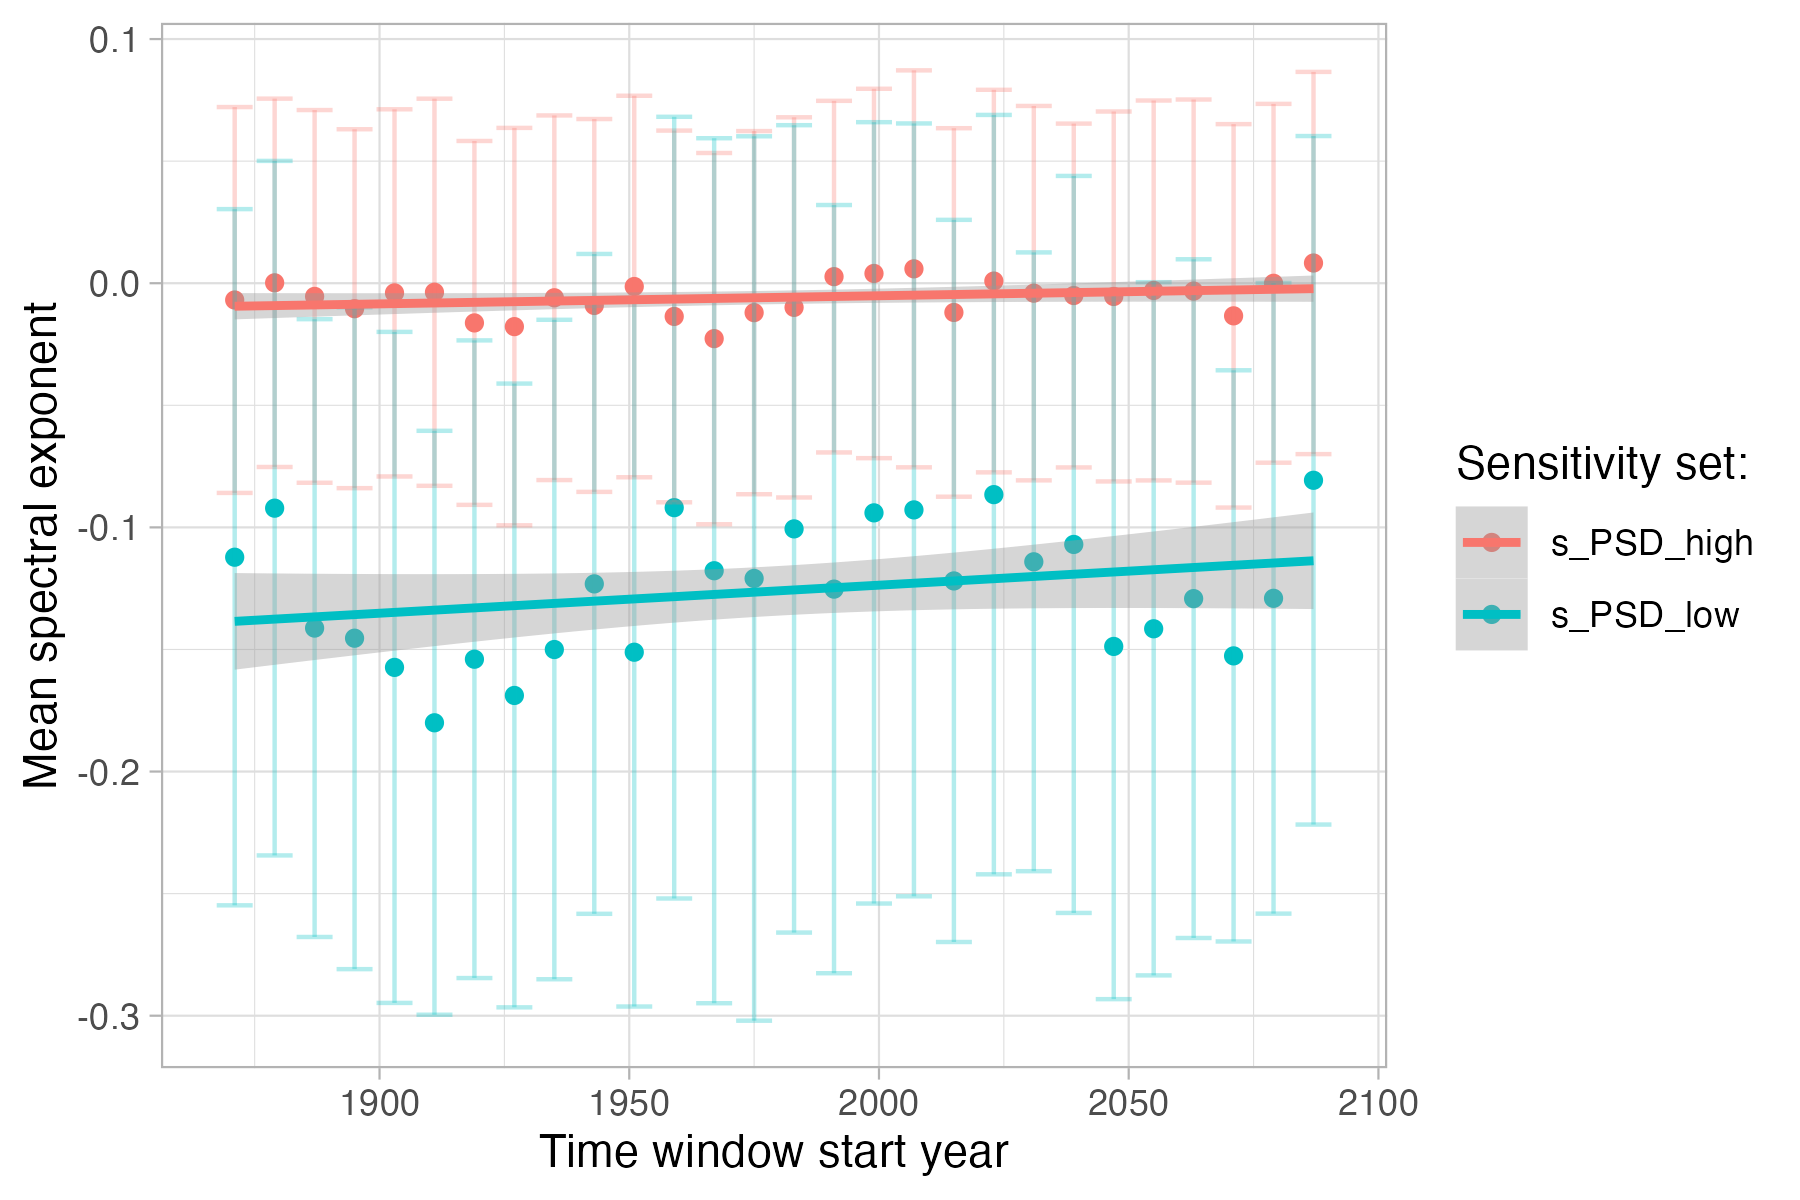 0.1
0.0
-0.1
-0.2
-0.3
Mean spectral exponent
1900
1950
2000
2050
2100
Time window start year
Sensitivity set:
s_PSD_high
s_PSD_low